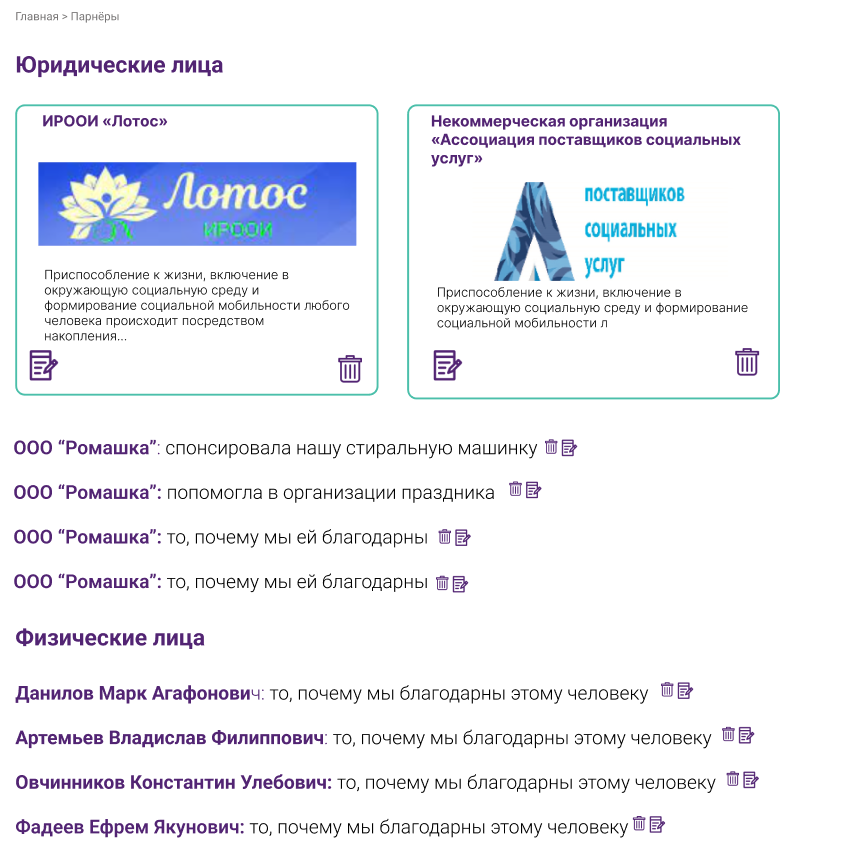 Главная > Парнёры
Юридические лица
ИРООИ «Лотос»
Лотос
ИРООИ
Приспособление к жизни, включение в
окружающую социальную среду и
формирование социальной мобильности любого
человека происходит посредством
накопления...
Некоммерческая организация
«Ассоциация поставщиков социальных
услуг»
поставщиков
социальных
услуг
Приспособление к жизни, включение в
окружающую социальную среду и формирование
социальной мобильности л
ООО “Ромашка”: спонсировала нашу стиральную машинку
ООО “Ромашка”: попомогла в организации праздника
ООО “Ромашка”: то, почему мы ей благодарны
ООО “Ромашка”: то, почему мы ей благодарны
Физические лица
Данилов Марк Агафонович: то, почему мы благодарны этому человеку
Артемьев Владислав Филиппович: то, почему мы благодарны этому человеку
Овчинников Константин Улебович: то, почему мы благодарны этому человеку
Фадеев Ефрем Якунович: то, почему мы благодарны этому человеку